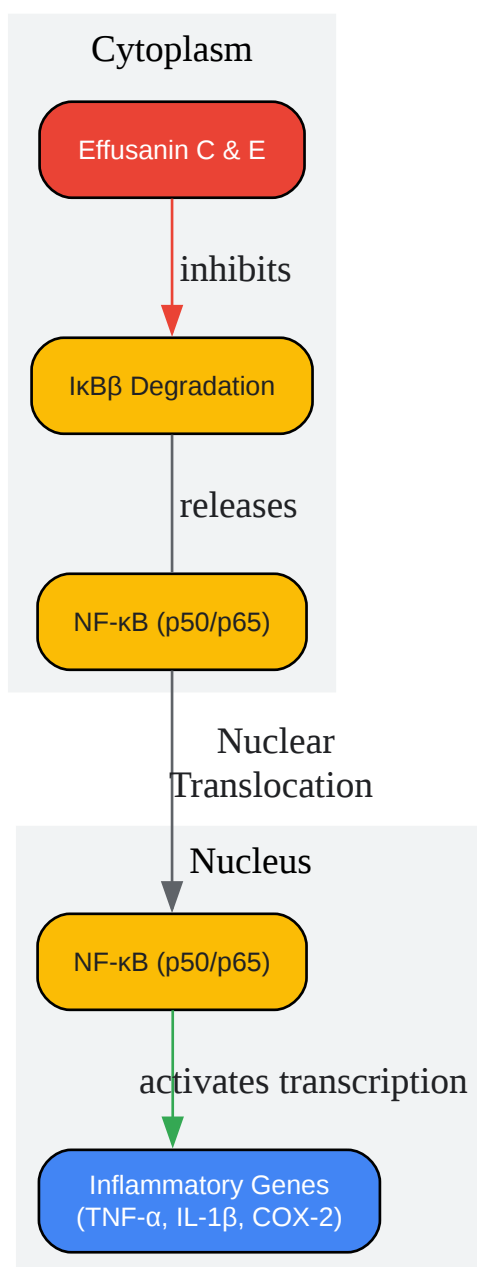 Cytoplasm
Effusanin C & E
inhibits
IκBβ Degradation
releases
NF-κB (p50/p65)
Nuclear
Translocation
Nucleus
NF-κB (p50/p65)
activates transcription
Inflammatory Genes
(TNF-α, IL-1β, COX-2)